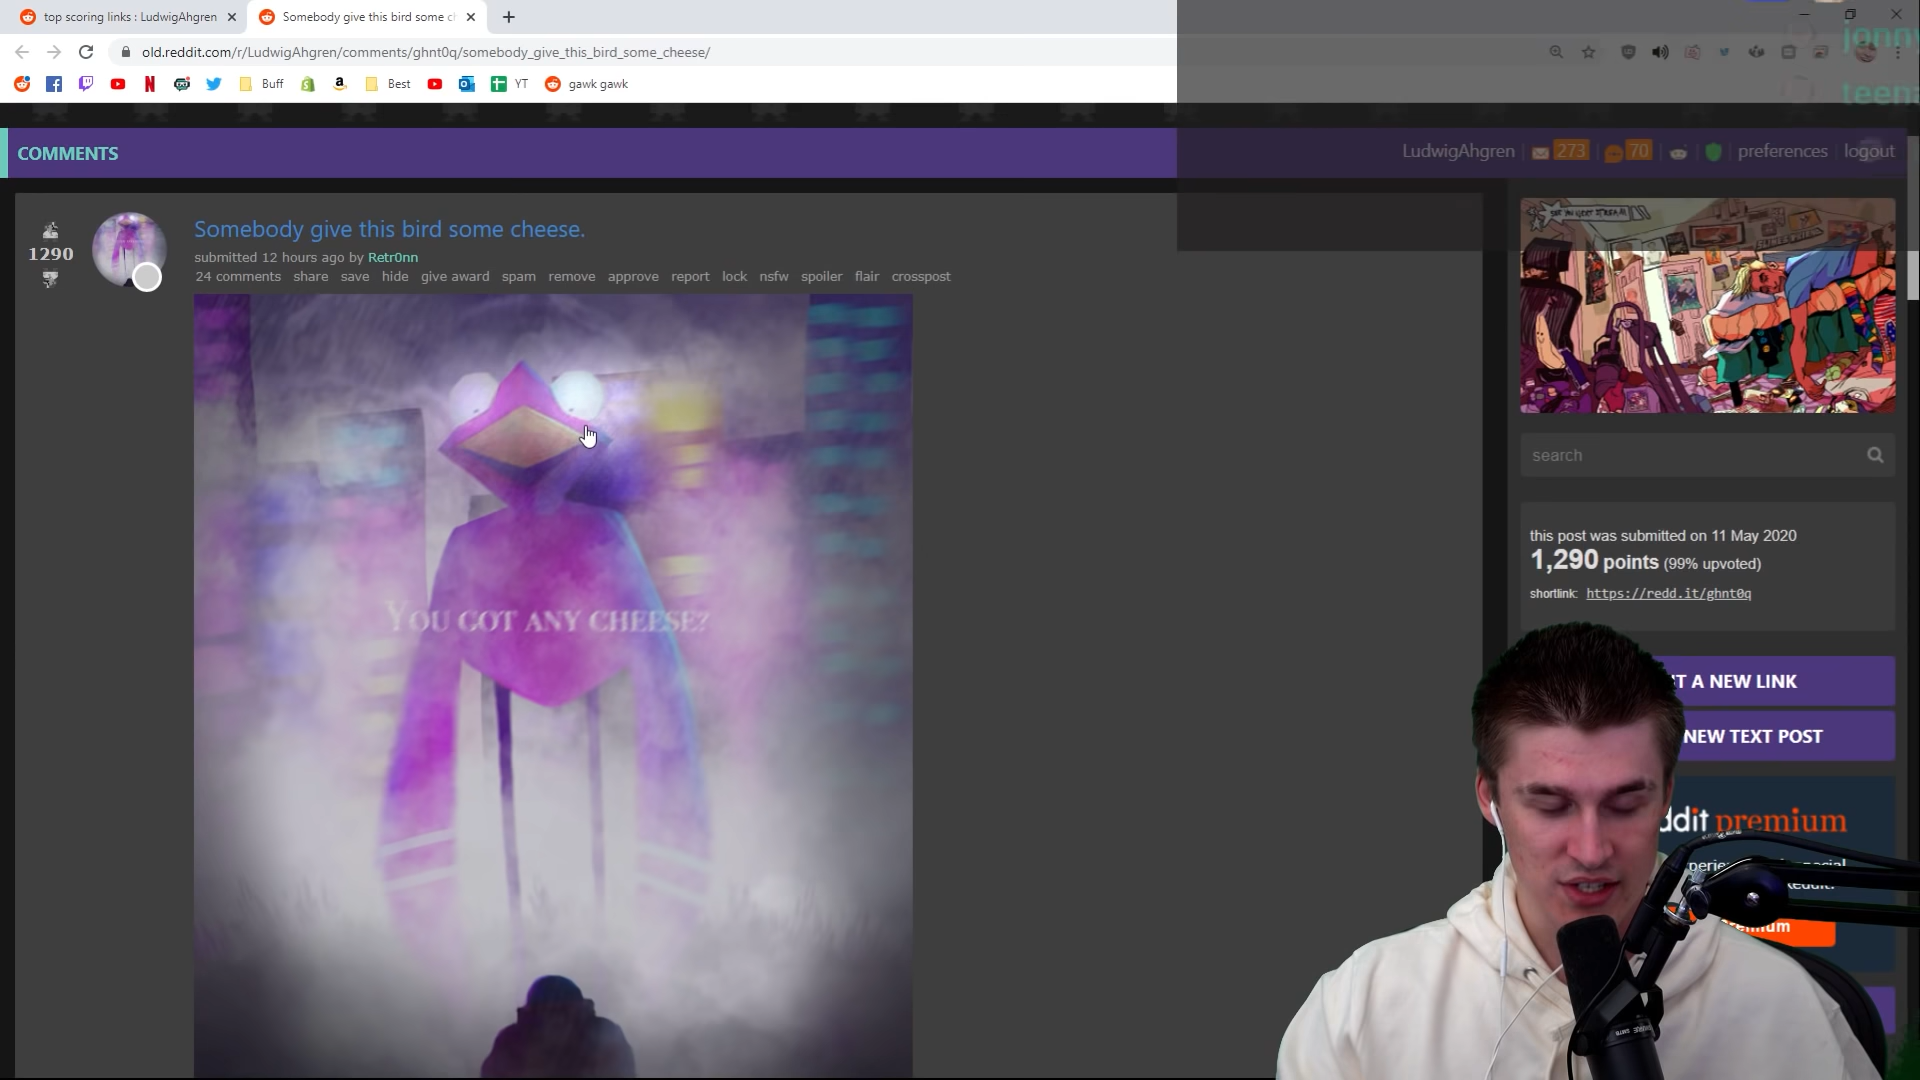 top scoring links : LudwigAhgren
Somebody give this bird some c
old.reddit.com/r/LudwigAhgren/comments/ghnt0q/somebody_give_this_bird_some_cheese/
Buff
Best
YT
gawk gawk
jonny
teena
COMMENTS
LudwigAhgren 273 70 preferences logout
1290
Somebody give this bird some cheese.
submitted 12 hours ago by Retr0nn
24 comments share save hide give award spam remove approve report lock nsfw spoiler flair crosspost
YOU GOT ANY CHEESE?
search
this post was submitted on 11 May 2020
1,290 points (99% upvoted)
shortlink: https://redd.it/ghnt0q
T A NEW LINK
NEW TEXT POST
ddit premium